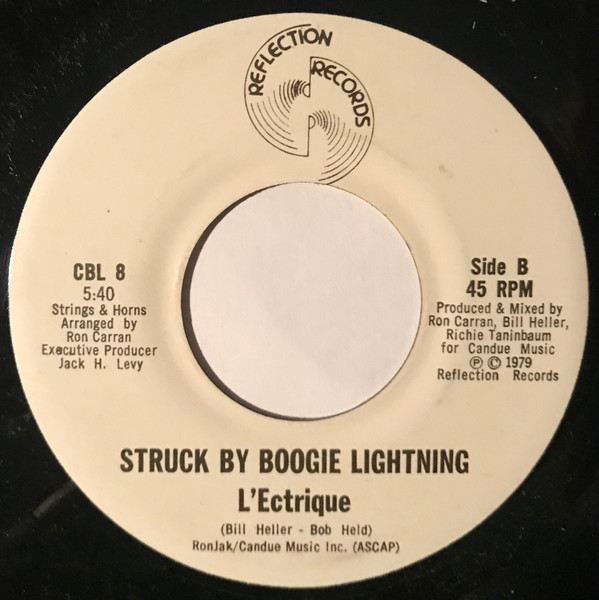 REFLECTION
RECORDS
CBL 8
5:40
Strings & Horns
Arranged by
Ron Carran
Executive Producer
Jack H. Levy
Side B
45 RPM
Produced & Mixed by
Ron Carran, Bill Heller,
Richie Taninbaum
for Candue Music
Ⓟ © 1979
Reflection Records
STRUCK BY BOOGIE LIGHTNING
L'Ectrique
(Bill Heller - Bob Held)
RonJak/Candue Music Inc. (ASCAP)